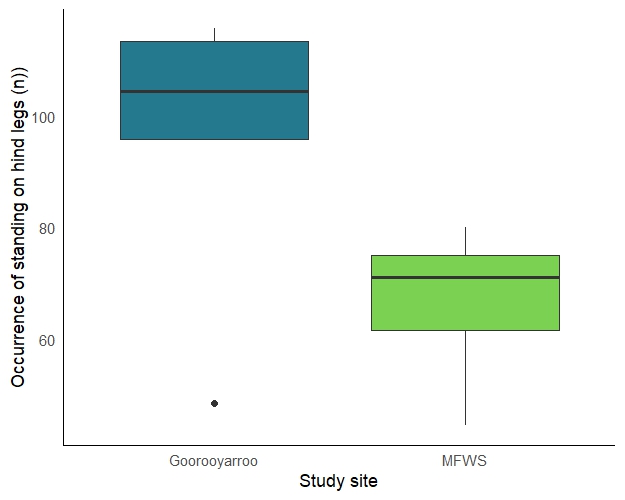 Occurrence of standing on hind legs (n))
100
80
60
Goorooyarroo
MFWS
Study site